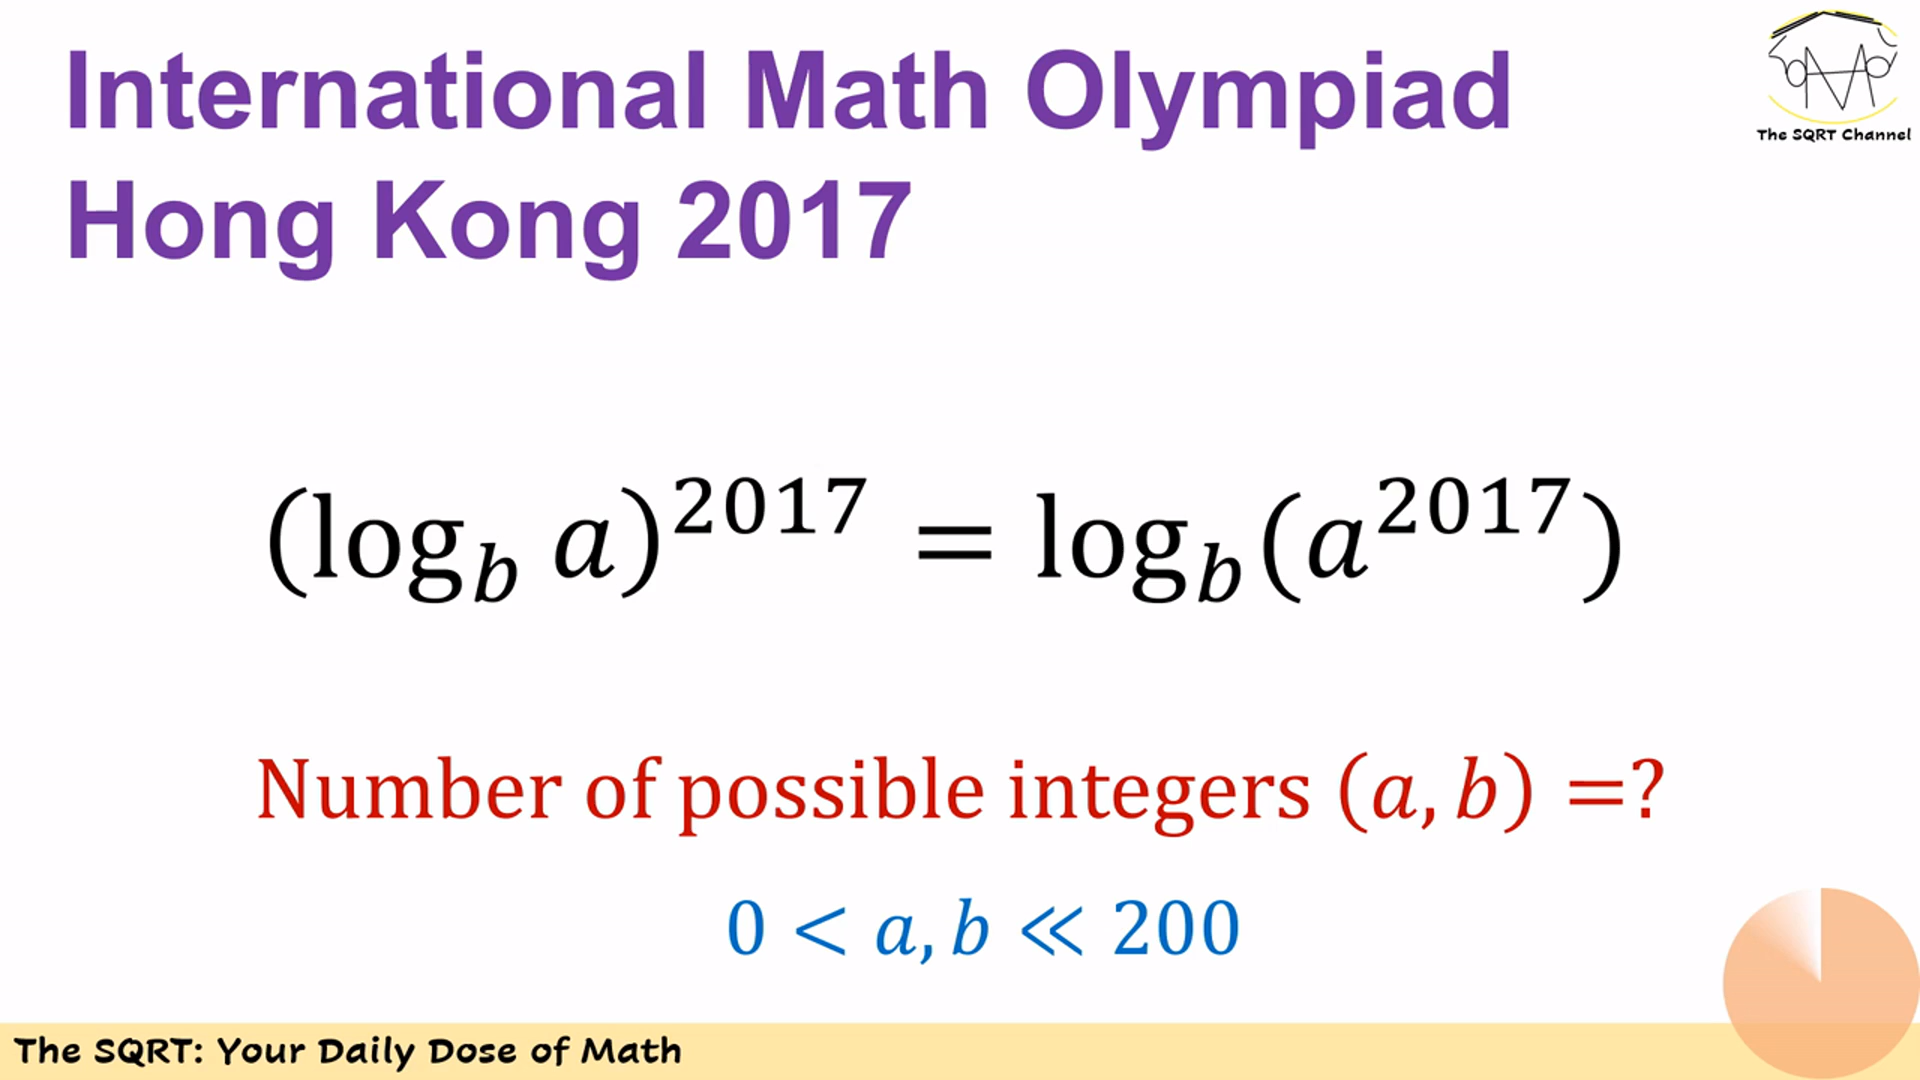 International Math Olympiad
Hong Kong 2017
The SQRT Channel
(log_b a)^2017 = log_b(a^2017)
Number of possible integers (a, b) =?
0 < a, b ≪ 200
The SQRT: Your Daily Dose of Math